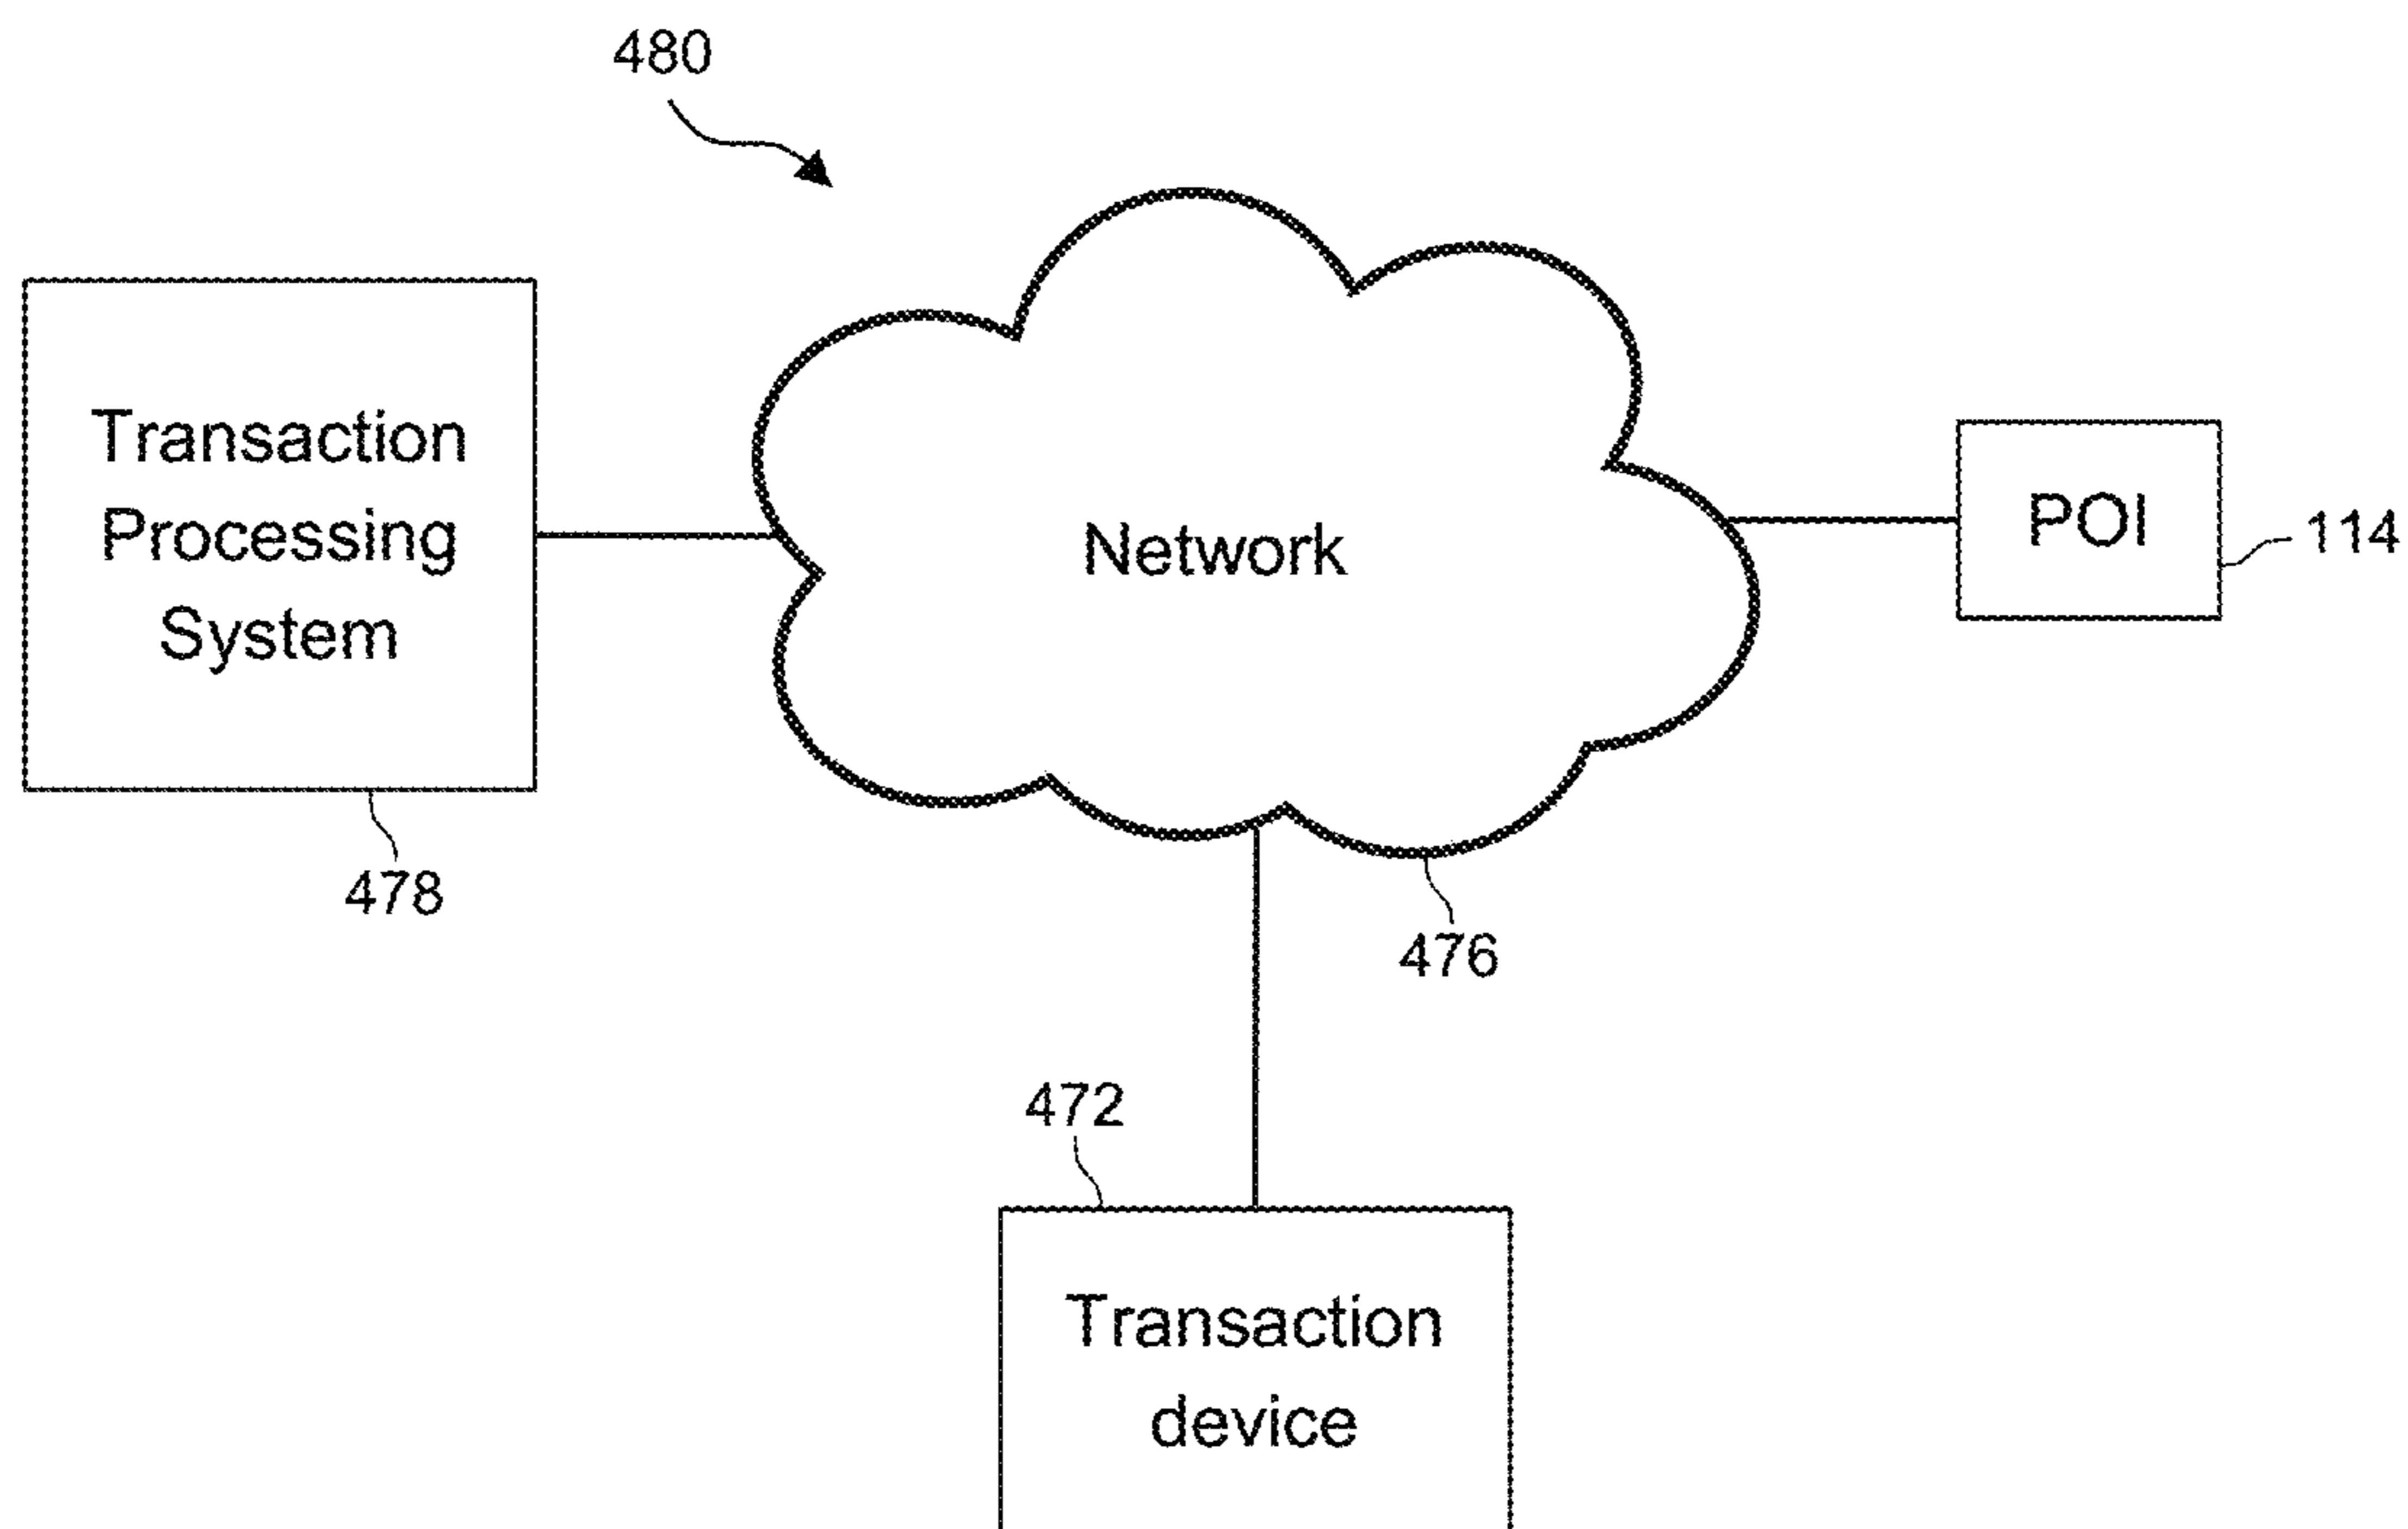 480
Transaction
Processing
System
478
Network
476
POI
114
472
Transaction
device